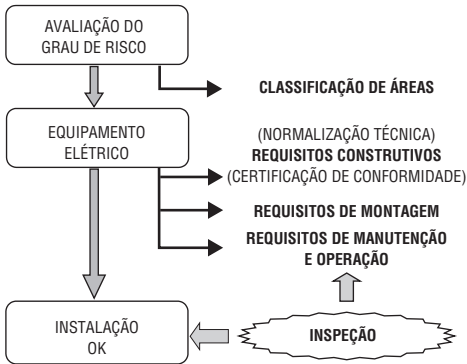 AVALIAÇÃO DO
GRAU DE RISCO
CLASSIFICAÇÃO DE ÁREAS
EQUIPAMENTO
ELÉTRICO
(NORMALIZAÇÃO TÉCNICA)
REQUISITOS CONSTRUTIVOS
(CERTIFICAÇÃO DE CONFORMIDADE)
REQUISITOS DE MONTAGEM
REQUISITOS DE MANUTENÇÃO
E OPERAÇÃO
INSTALAÇÃO
OK
INSPEÇÃO